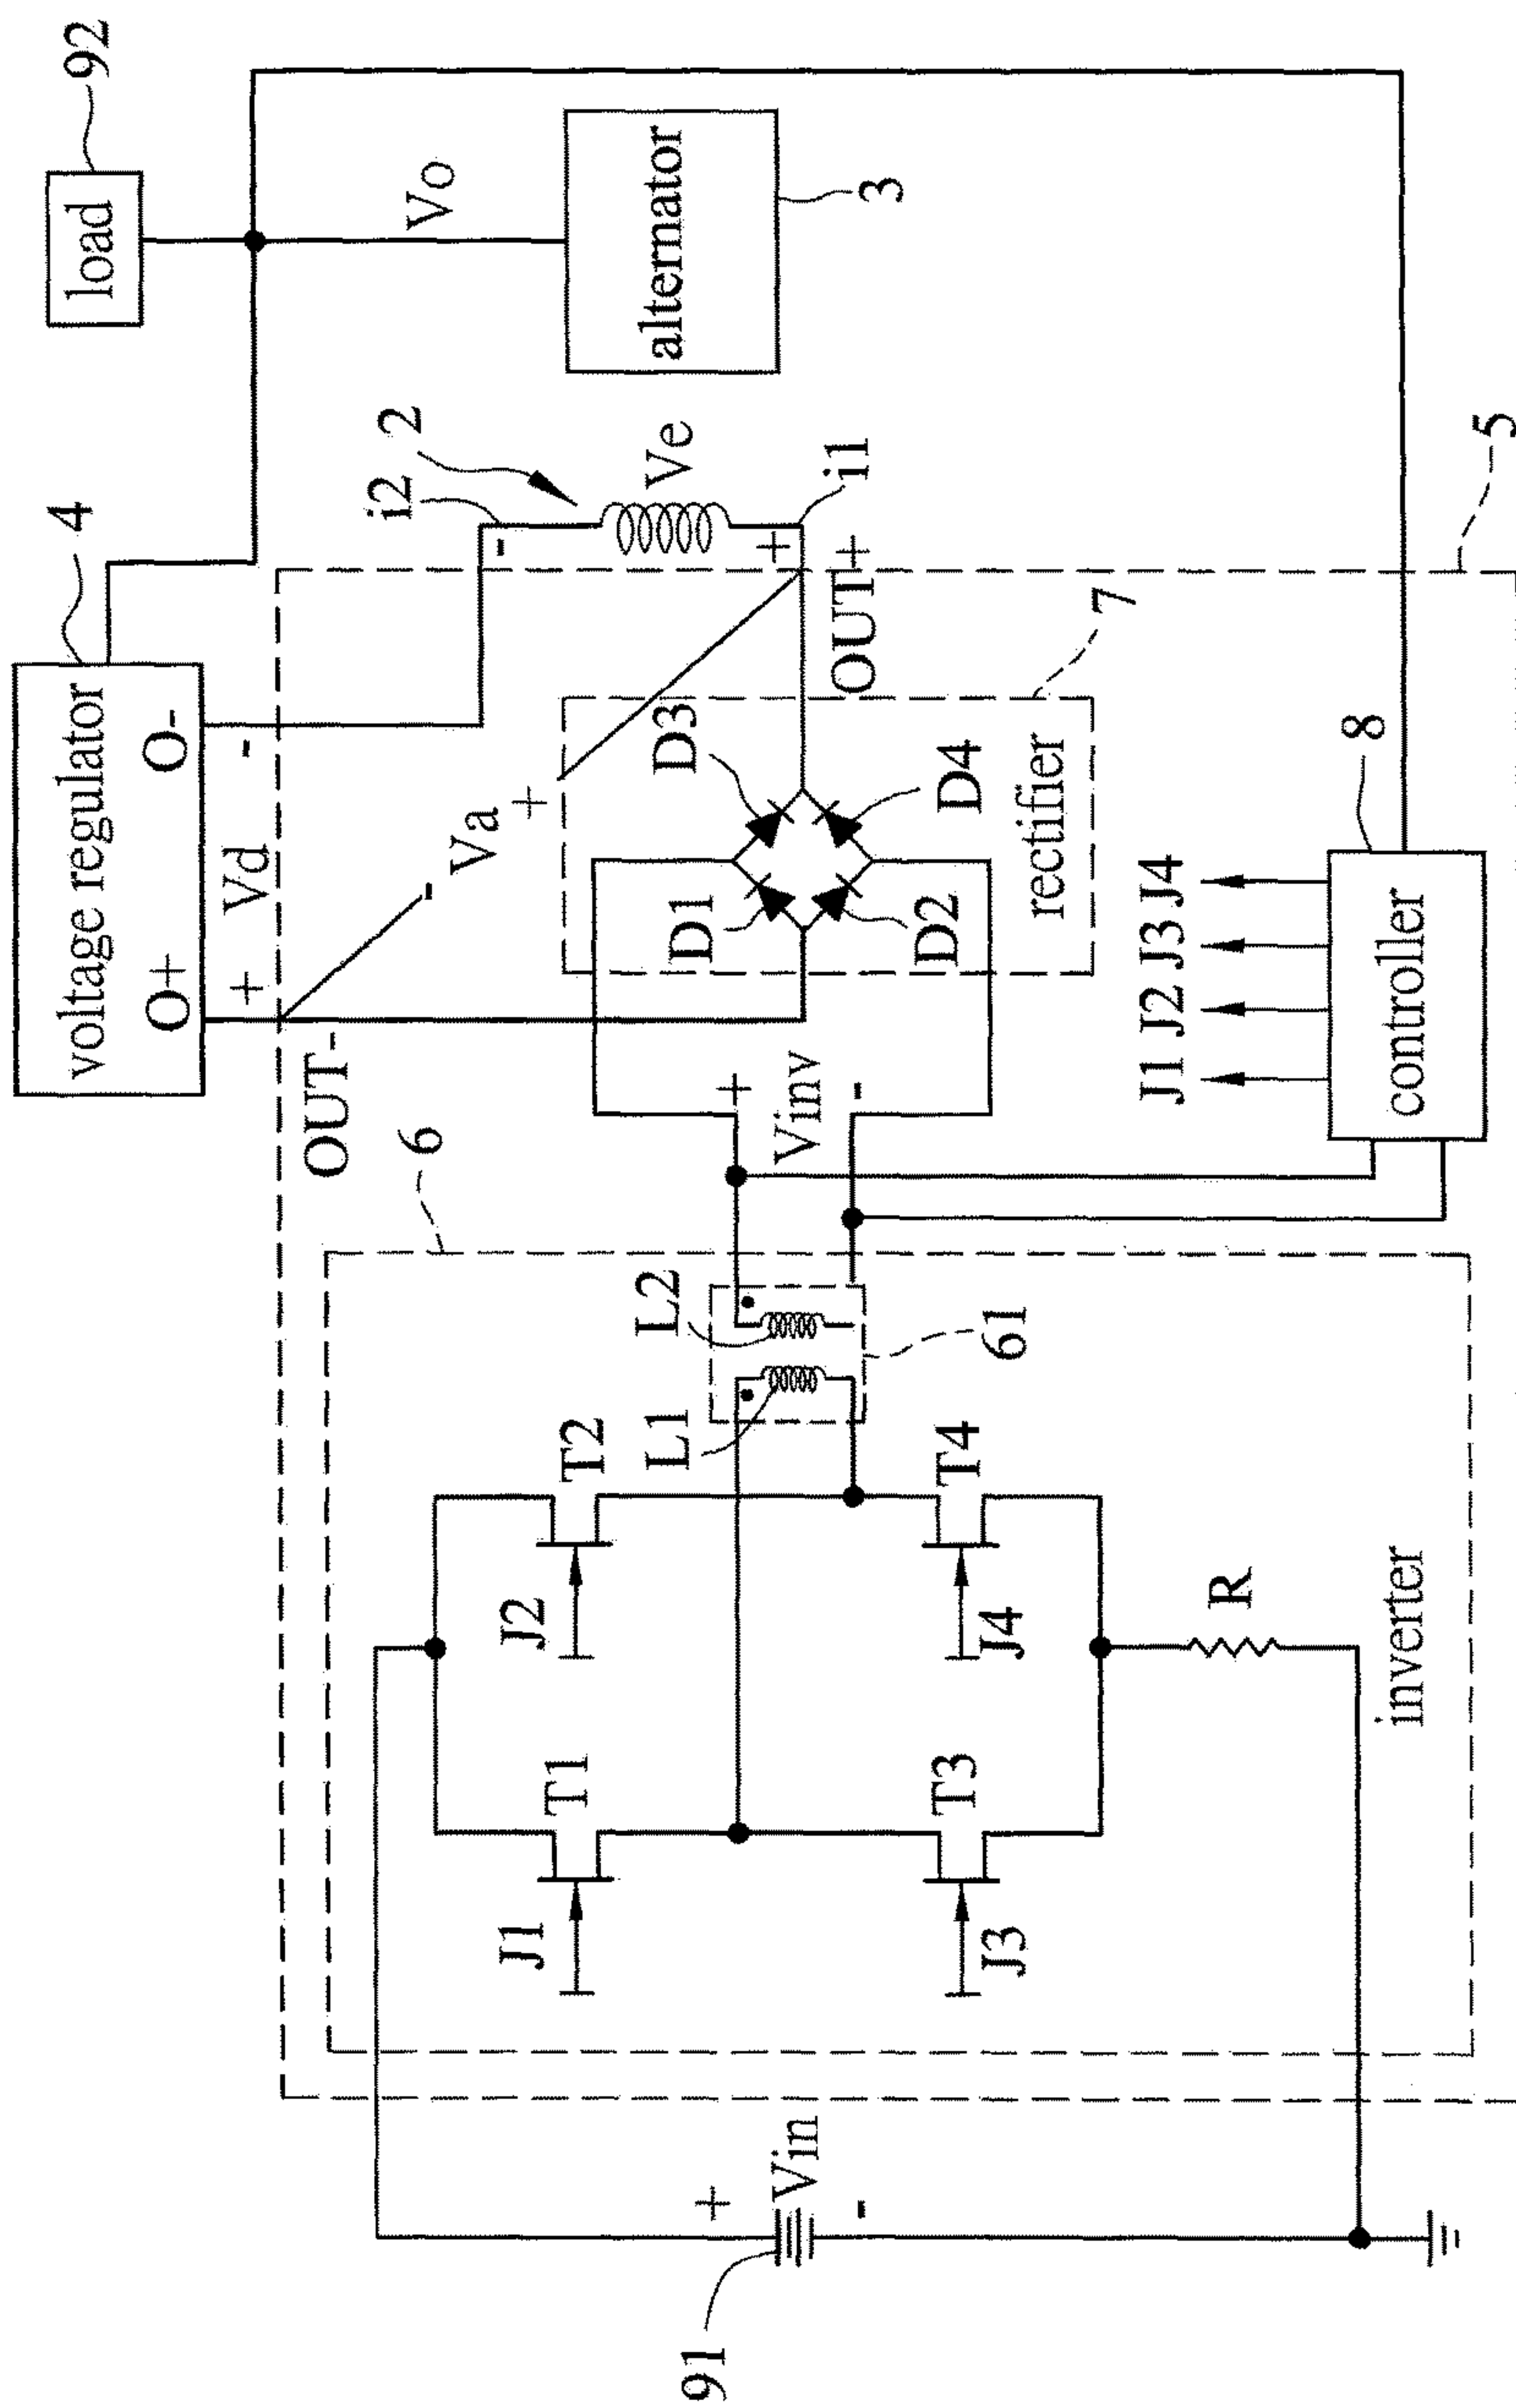 92
load
4
voltage regulator
O+
O-
+ Vd -
Vo
alternator
3
i2
2
-
Ve
+
i1
OUT-
- Va +
OUT+
5
6
7
D1
D3
D2
D4
rectifier
+
Vinv
-
8
J1 J2 J3 J4
controller
L1
L2
61
J1
T1
J2
T2
J3
T3
J4
T4
R
inverter
91
+
Vin
-